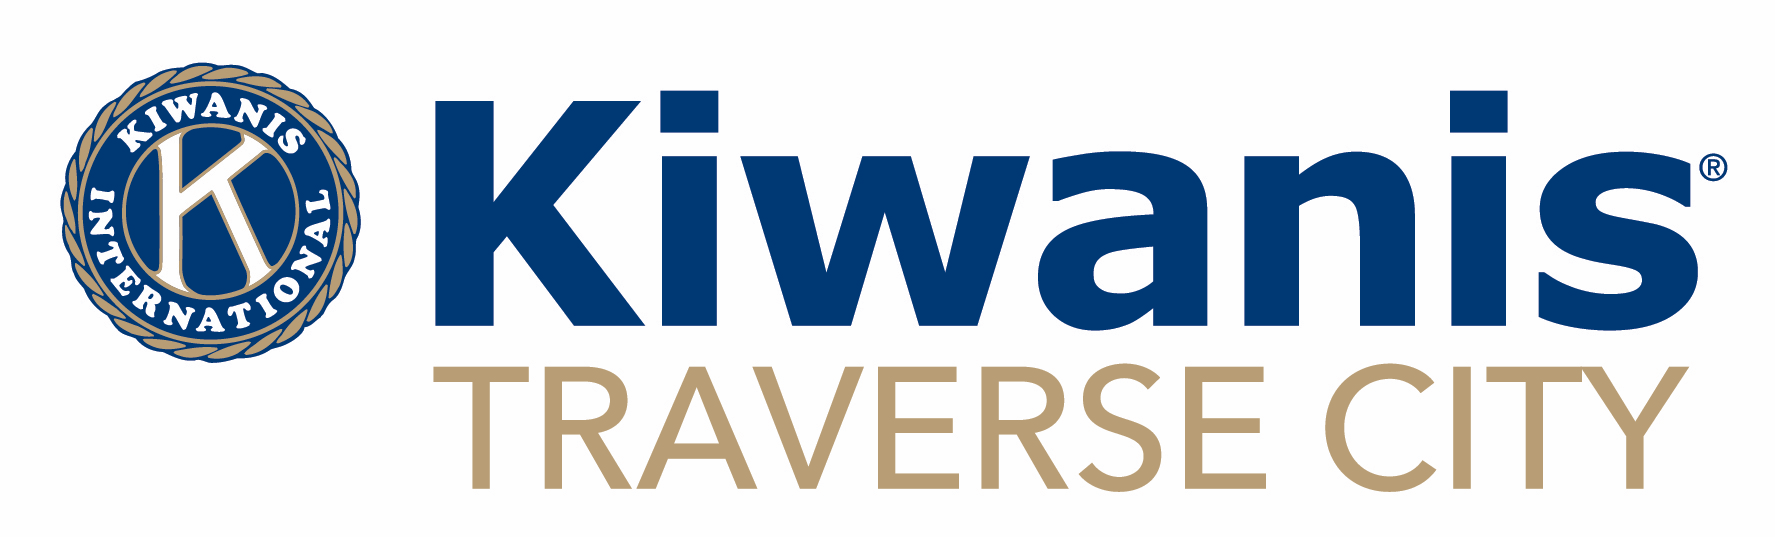 KIWANIS
K
INTERNATIONAL
Kiwanis®
TRAVERSE CITY